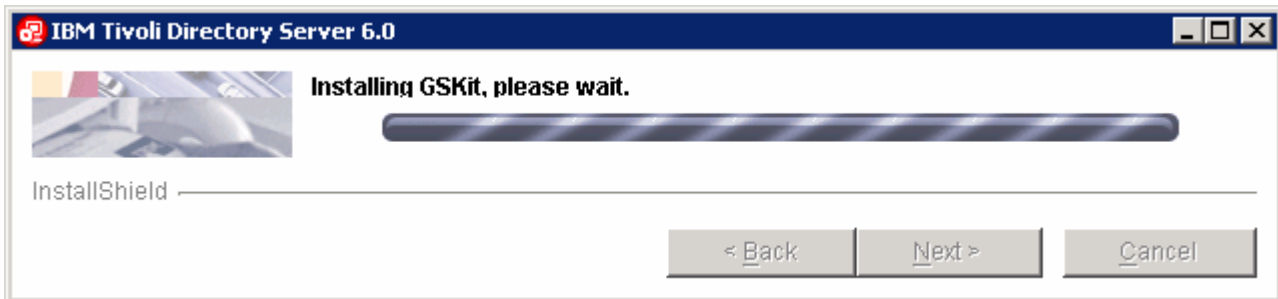 IBM Tivoli Directory Server 6.0
Installing GSKit, please wait.
InstallShield
< Back
Next >
Cancel